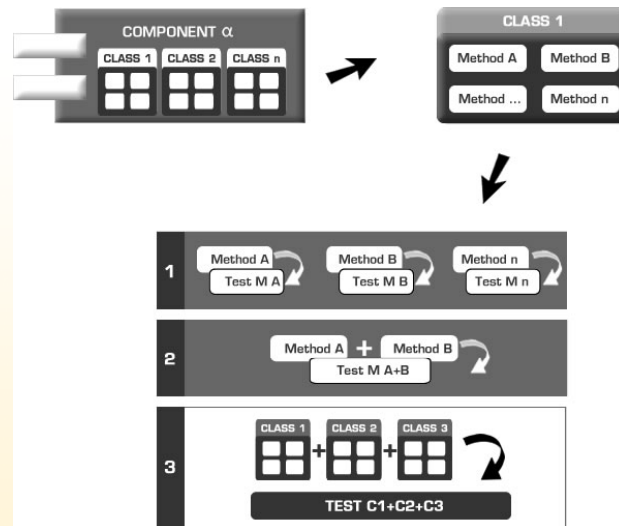 COMPONENT α
CLASS 1 CLASS 2 CLASS n
CLASS 1
Method A Method B
Method ... Method n
1
Method A Method B Method n
Test M A Test M B Test M n
2
Method A + Method B
Test M A+B
3
CLASS 1 CLASS 2 CLASS 3
+ +
TEST C1+C2+C3